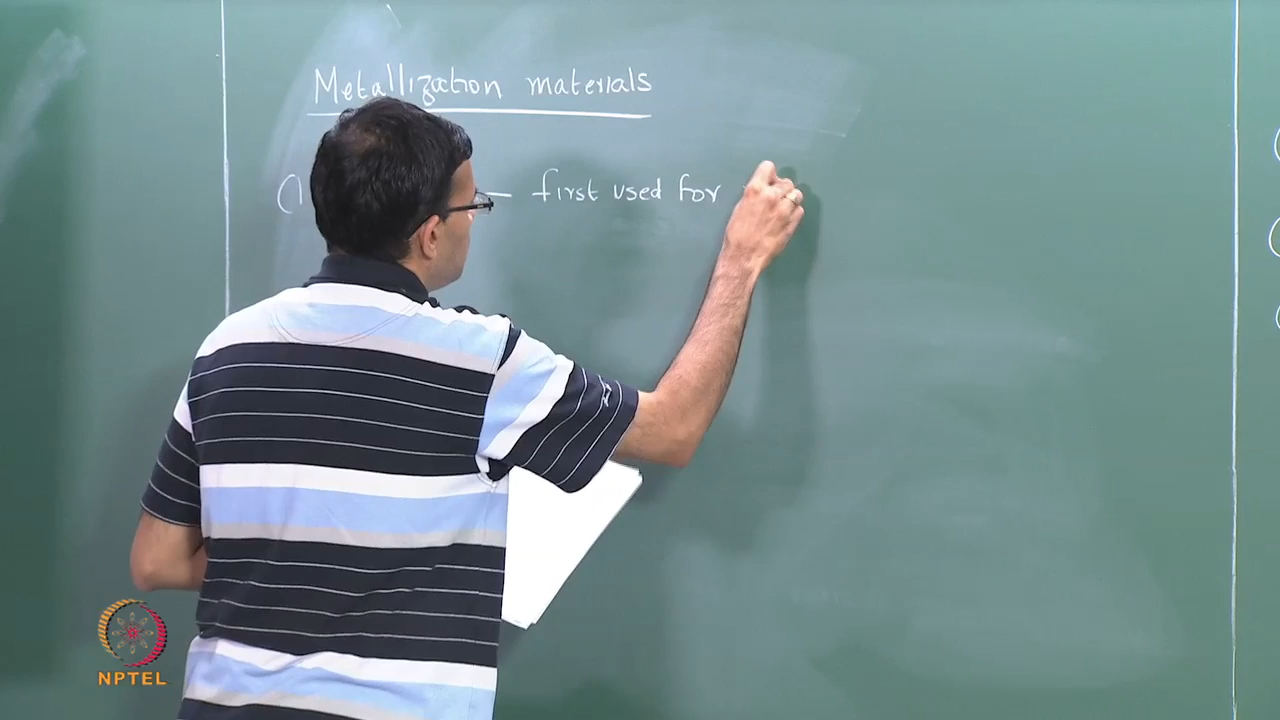 Metallization materials
— first used for
NPTEL